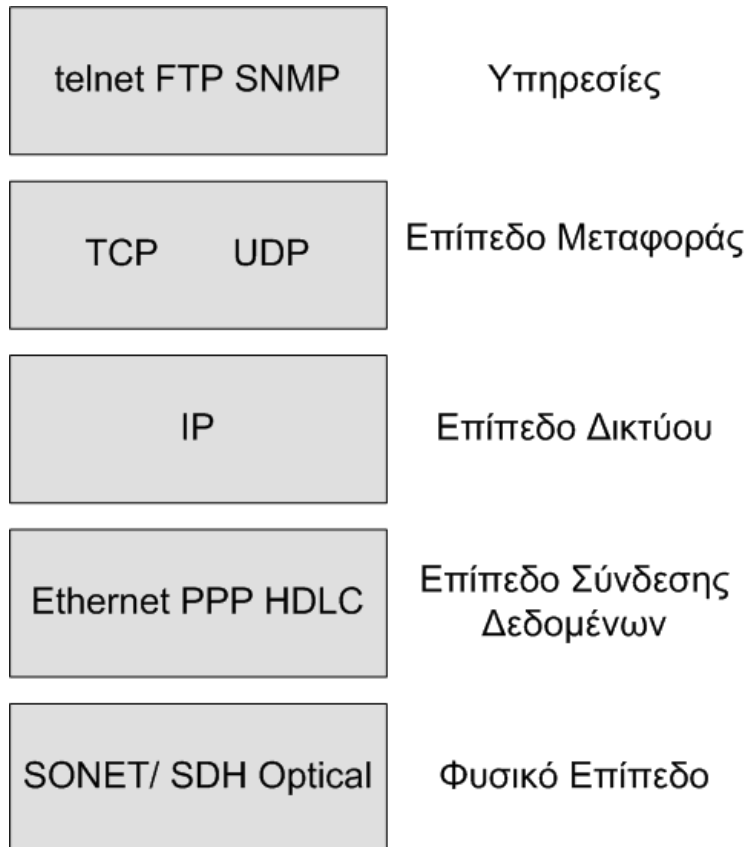 telnet FTP SNMP
Υπηρεσίες
TCP UDP
Επίπεδο Μεταφοράς
IP
Επίπεδο Δικτύου
Ethernet PPP HDLC
Επίπεδο Σύνδεσης
Δεδομένων
SONET/ SDH Optical
Φυσικό Επίπεδο